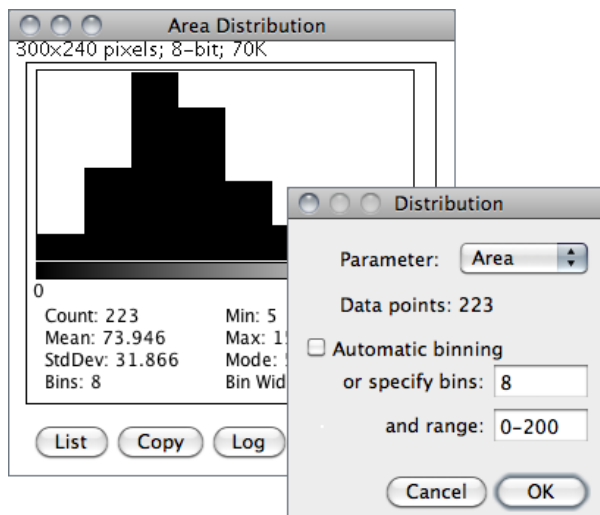 Area Distribution
300x240 pixels; 8-bit; 70K
0
Count: 223
Mean: 73.946
StdDev: 31.866
Bins: 8
Min: 5
Max:
Mode:
Bin
List
Copy
Log
Distribution
Parameter: Area
Data points: 223
Automatic binning
or specify bins: 8
and range: 0-200
Cancel
OK